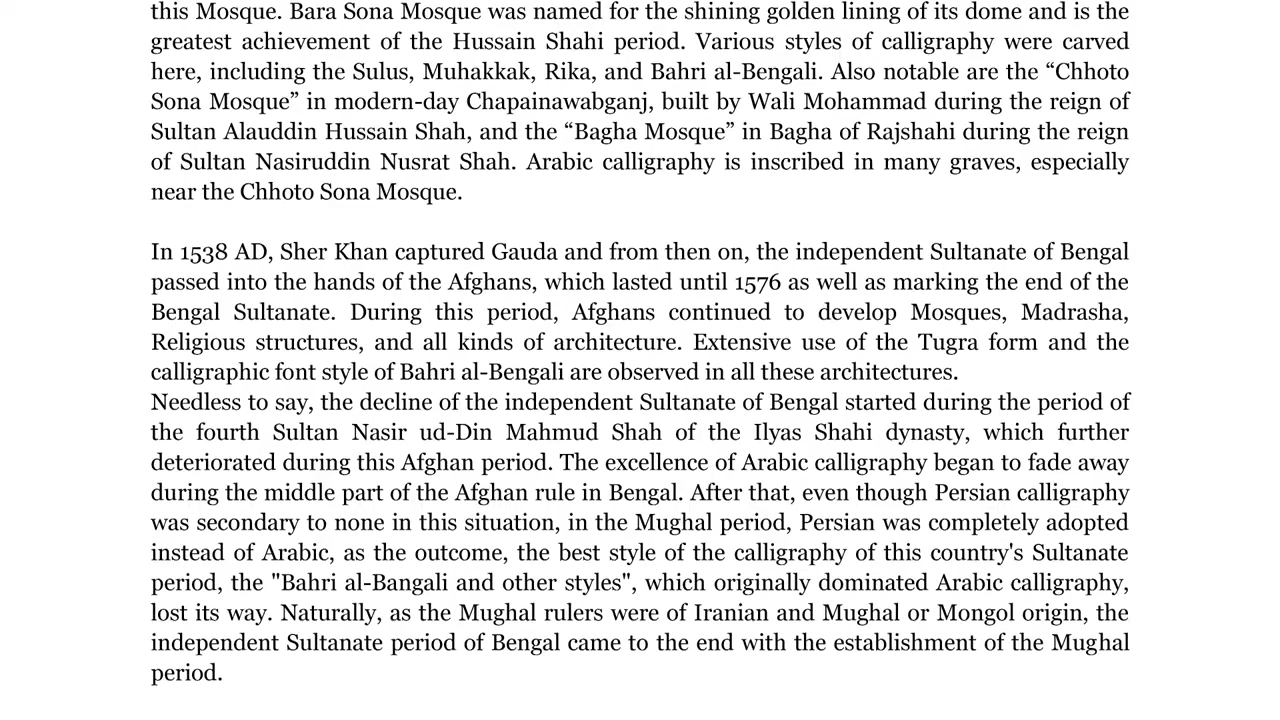 this Mosque. Bara Sona Mosque was named for the shining golden lining of its dome and is the
greatest achievement of the Hussain Shahi period. Various styles of calligraphy were carved
here, including the Sulus, Muhakkak, Rika, and Bahri al-Bengali. Also notable are the “Chhoto
Sona Mosque” in modern-day Chapainawabganj, built by Wali Mohammad during the reign of
Sultan Alauddin Hussain Shah, and the “Bagha Mosque” in Bagha of Rajshahi during the reign
of Sultan Nasiruddin Nusrat Shah. Arabic calligraphy is inscribed in many graves, especially
near the Chhoto Sona Mosque.
In 1538 AD, Sher Khan captured Gauda and from then on, the independent Sultanate of Bengal
passed into the hands of the Afghans, which lasted until 1576 as well as marking the end of the
Bengal Sultanate. During this period, Afghans continued to develop Mosques, Madrasha,
Religious structures, and all kinds of architecture. Extensive use of the Tugra form and the
calligraphic font style of Bahri al-Bengali are observed in all these architectures.
Needless to say, the decline of the independent Sultanate of Bengal started during the period of
the fourth Sultan Nasir ud-Din Mahmud Shah of the Ilyas Shahi dynasty, which further
deteriorated during this Afghan period. The excellence of Arabic calligraphy began to fade away
during the middle part of the Afghan rule in Bengal. After that, even though Persian calligraphy
was secondary to none in this situation, in the Mughal period, Persian was completely adopted
instead of Arabic, as the outcome, the best style of the calligraphy of this country's Sultanate
period, the "Bahri al-Bangali and other styles", which originally dominated Arabic calligraphy,
lost its way. Naturally, as the Mughal rulers were of Iranian and Mughal or Mongol origin, the
independent Sultanate period of Bengal came to the end with the establishment of the Mughal
period.